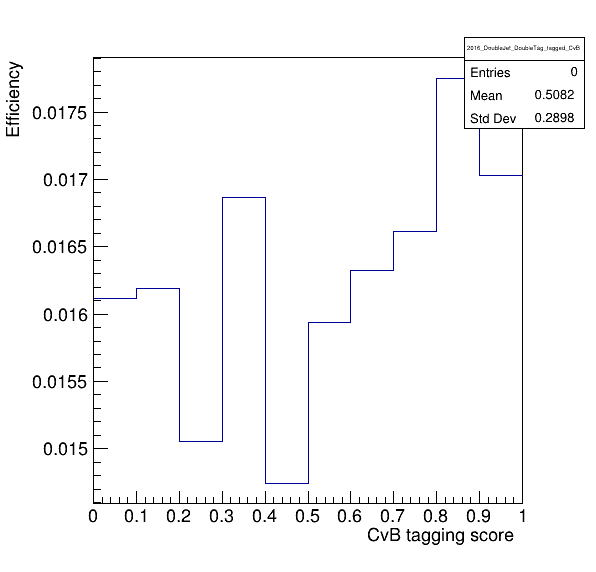 2016_DoubleJet_DoubleTag_tagged_CvB
Entries 0
Mean 0.5082
Std Dev 0.2898
Efficiency
0.0175
0.017
0.0165
0.016
0.0155
0.015
0 0.1 0.2 0.3 0.4 0.5 0.6 0.7 0.8 0.9 1
CvB tagging score